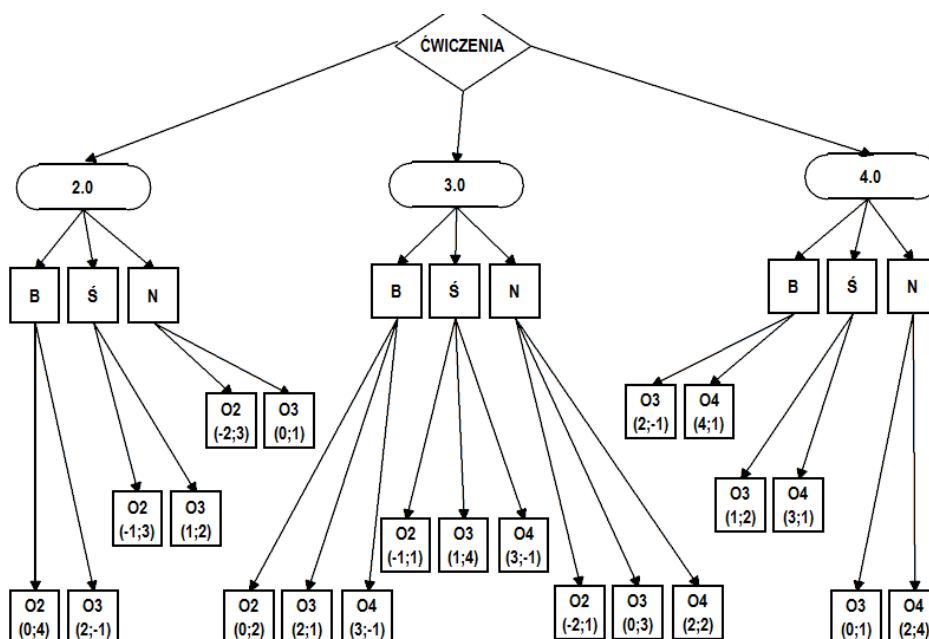 ĆWICZENIA
2.0
3.0
4.0
B
Ś
N
B
Ś
N
B
Ś
N
O2
(-2;3)
O3
(0;1)
O3
(2;-1)
O4
(4;1)
O2
(-1;3)
O3
(1;2)
O2
(-1;1)
O3
(1;4)
O4
(3;-1)
O3
(1;2)
O4
(3;1)
O2
(0;4)
O3
(2;-1)
O2
(0;2)
O3
(2;1)
O4
(3;-1)
O2
(-2;1)
O3
(0;3)
O4
(2;2)
O3
(0;1)
O4
(2;4)